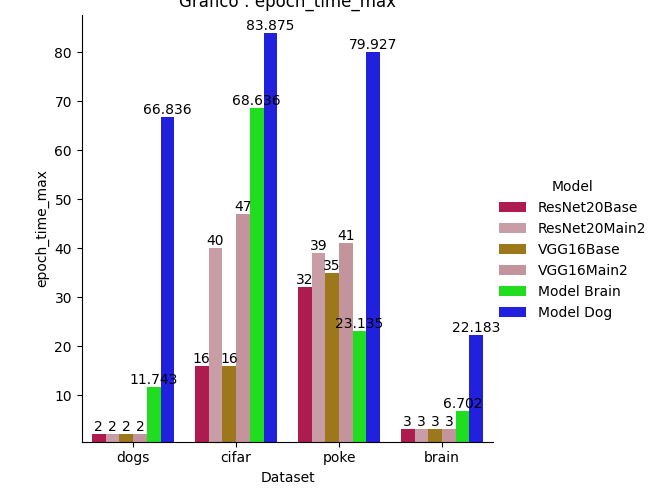 Grafico : epoch_time_max
epoch_time_max
80
70
60
50
40
30
20
10
2 2 2 2 11.743 66.836
16 40 16 47 68.636 83.875
32 39 35 41 23.135 79.927
3 3 3 3 6.702 22.183
dogs cifar poke brain
Dataset
Model
ResNet20Base
ResNet20Main2
VGG16Base
VGG16Main2
Model Brain
Model Dog